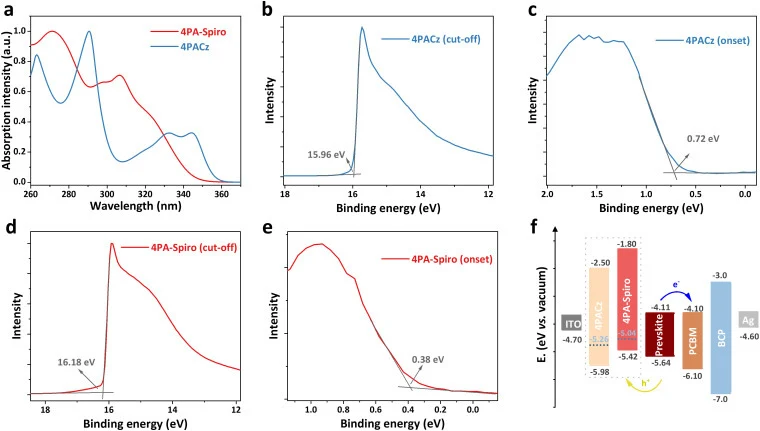 a
Absorption intensity (a.u.)
1.0
0.8
0.6
0.4
0.2
0.0
4PA-Spiro
4PACz
260 280 300 320 340 360
Wavelength (nm)
b
Intensity
4PACz (cut-off)
15.96 eV
18 16 14 12
Binding energy (eV)
c
Intensity
4PACz (onset)
0.72 eV
2.0 1.5 1.0 0.5 0.0
Binding energy (eV)
d
Intensity
4PA-Spiro (cut-off)
16.18 eV
18 16 14 12
Binding energy (eV)
e
Intensity
4PA-Spiro (onset)
0.38 eV
1.0 0.8 0.6 0.4 0.2 0.0
Binding energy (eV)
f
E. (eV vs. vacuum)
ITO
-4.70
-2.50
4PACz
-5.26
-5.98
-1.80
4PA-Spiro
-5.04
-5.42
-4.11
Prevskite
-5.64
e-
h+
-4.10
PCBM
-6.10
-3.0
BCP
-7.0
Ag
-4.60